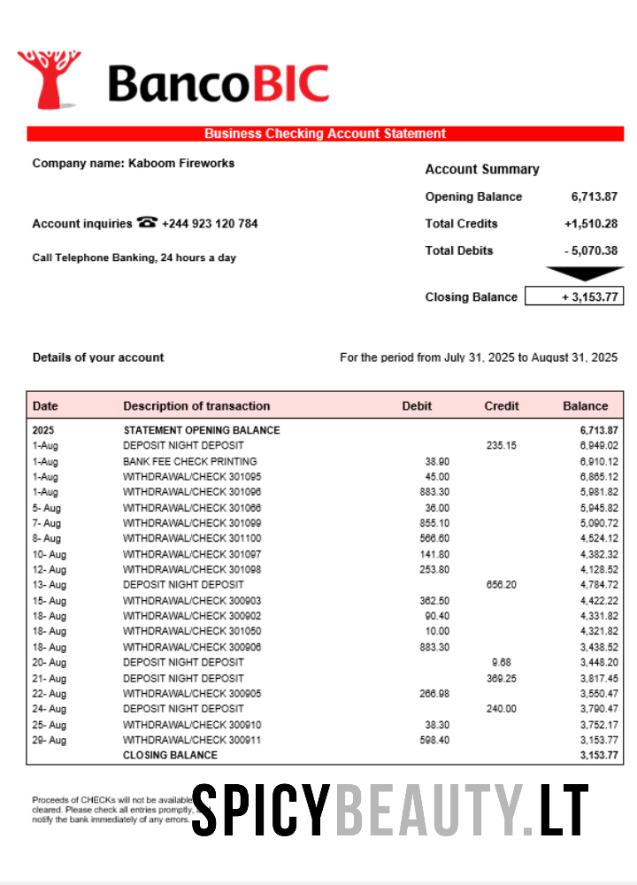 BancoBIC
Business Checking Account Statement
Company name: Kaboom Fireworks
Account Summary
Opening Balance 6,713.87
Account inquiries ☎ +244 923 120 784
Total Credits +1,510.28
Call Telephone Banking, 24 hours a day
Total Debits - 5,070.38
Closing Balance + 3,153.77
Details of your account For the period from July 31, 2025 to August 31, 2025
Date Description of transaction Debit Credit Balance
2025 STATEMENT OPENING BALANCE 6,713.87
1-Aug DEPOSIT NIGHT DEPOSIT 235.15 6,949.02
1-Aug BANK FEE CHECK PRINTING 38.90 6,910.12
1-Aug WITHDRAWAL/CHECK 301095 45.00 6,865.12
1-Aug WITHDRAWAL/CHECK 301096 883.30 5,981.82
5- Aug WITHDRAWAL/CHECK 301066 36.00 5,945.82
7- Aug WITHDRAWAL/CHECK 301099 855.10 5,090.72
8- Aug WITHDRAWAL/CHECK 301100 566.60 4,524.12
10- Aug WITHDRAWAL/CHECK 301097 141.80 4,382.32
12- Aug WITHDRAWAL/CHECK 301098 253.80 4,128.52
13- Aug DEPOSIT NIGHT DEPOSIT 656.20 4,784.72
15- Aug WITHDRAWAL/CHECK 300903 362.50 4,422.22
18- Aug WITHDRAWAL/CHECK 300902 90.40 4,331.82
18- Aug WITHDRAWAL/CHECK 301050 10.00 4,321.82
18- Aug WITHDRAWAL/CHECK 300906 883.30 3,438.52
20- Aug DEPOSIT NIGHT DEPOSIT 9.68 3,448.20
21- Aug DEPOSIT NIGHT DEPOSIT 369.25 3,817.45
22- Aug WITHDRAWAL/CHECK 300905 266.98 3,550.47
24- Aug DEPOSIT NIGHT DEPOSIT 240.00 3,790.47
25- Aug WITHDRAWAL/CHECK 300910 38.30 3,752.17
29- Aug WITHDRAWAL/CHECK 300911 598.40 3,153.77
CLOSING BALANCE 3,153.77
Proceeds of CHECKs will not be available
cleared. Please check all entries promptly,
notify the bank immediately of any errors.
SPICYBEAUTY.LT